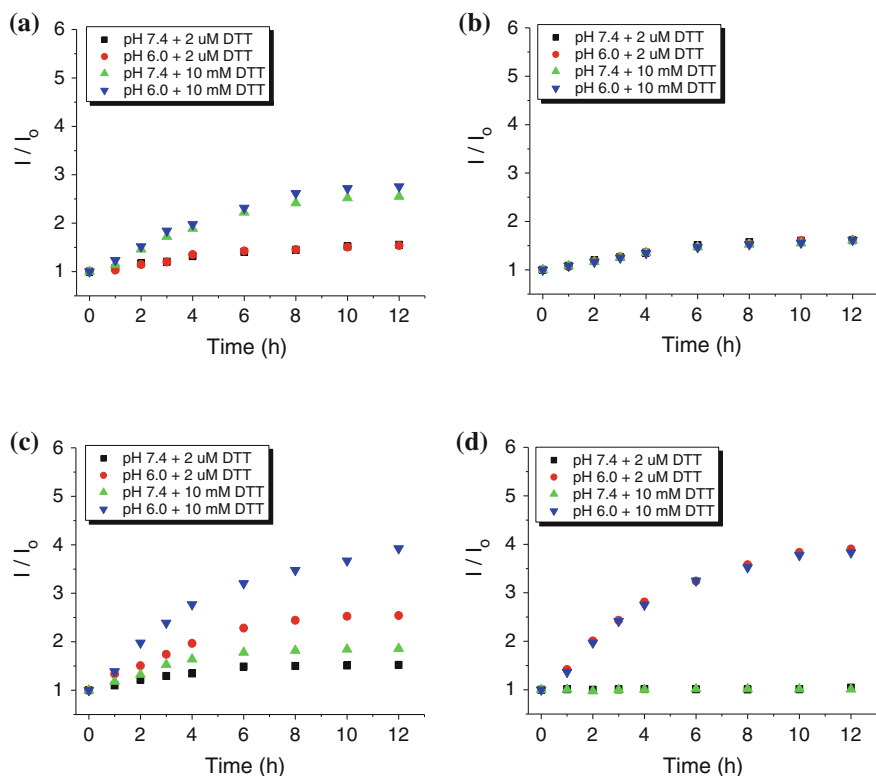 (a)
pH 7.4 + 2 uM DTT
pH 6.0 + 2 uM DTT
pH 7.4 + 10 mM DTT
pH 6.0 + 10 mM DTT
I / Io
6
5
4
3
2
1
0 2 4 6 8 10 12
Time (h)
(b)
pH 7.4 + 2 uM DTT
pH 6.0 + 2 uM DTT
pH 7.4 + 10 mM DTT
pH 6.0 + 10 mM DTT
I / Io
6
5
4
3
2
1
0 2 4 6 8 10 12
Time (h)
(c)
pH 7.4 + 2 uM DTT
pH 6.0 + 2 uM DTT
pH 7.4 + 10 mM DTT
pH 6.0 + 10 mM DTT
I / Io
6
5
4
3
2
1
0 2 4 6 8 10 12
Time (h)
(d)
pH 7.4 + 2 uM DTT
pH 6.0 + 2 uM DTT
pH 7.4 + 10 mM DTT
pH 6.0 + 10 mM DTT
I / Io
6
5
4
3
2
1
0 2 4 6 8 10 12
Time (h)